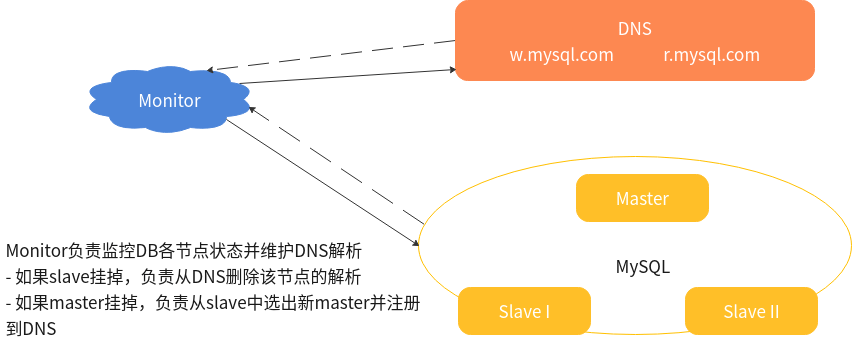 DNS
w.mysql.com r.mysql.com
Monitor
Master
MySQL
Slave I
Slave II
Monitor负责监控DB各节点状态并维护DNS解析
- 如果slave挂掉，负责从DNS删除该节点的解析
- 如果master挂掉，负责从slave中选出新master并注册
到DNS